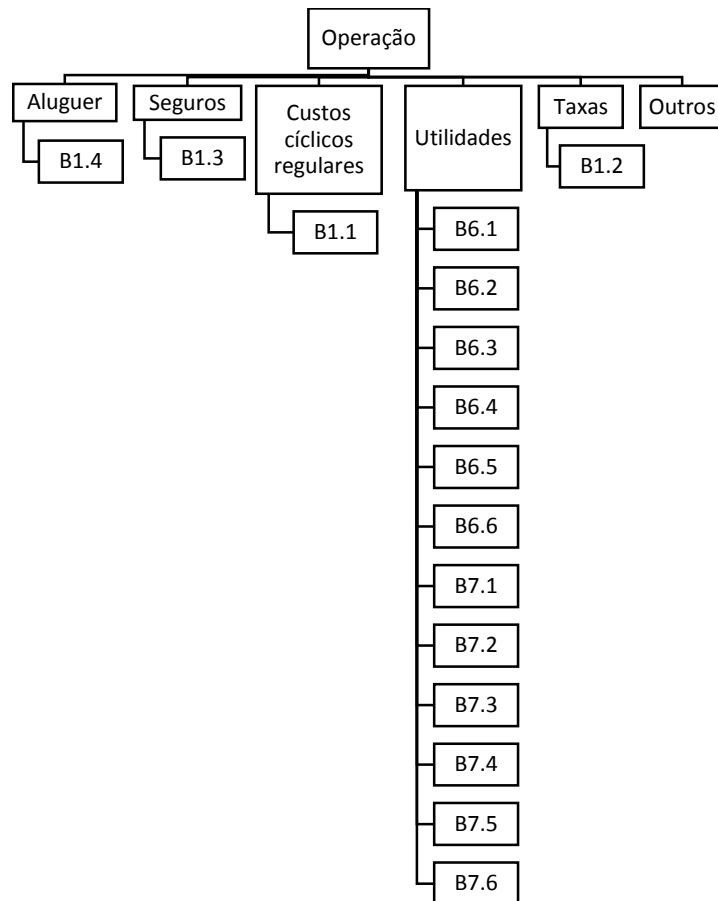 Operação
Aluguer
Seguros
Custos
cíclicos
regulares
Utilidades
Taxas
Outros
B1.4
B1.3
B1.1
B1.2
B6.1
B6.2
B6.3
B6.4
B6.5
B6.6
B7.1
B7.2
B7.3
B7.4
B7.5
B7.6